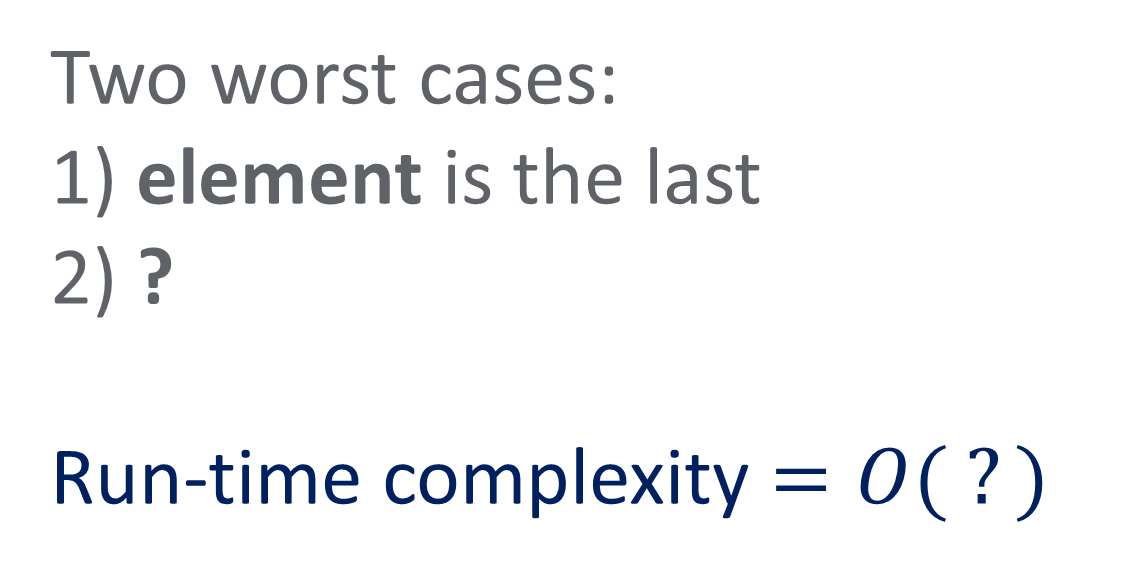 Two worst cases:
1) element is the last
2) ?
Run-time complexity = O( ? )